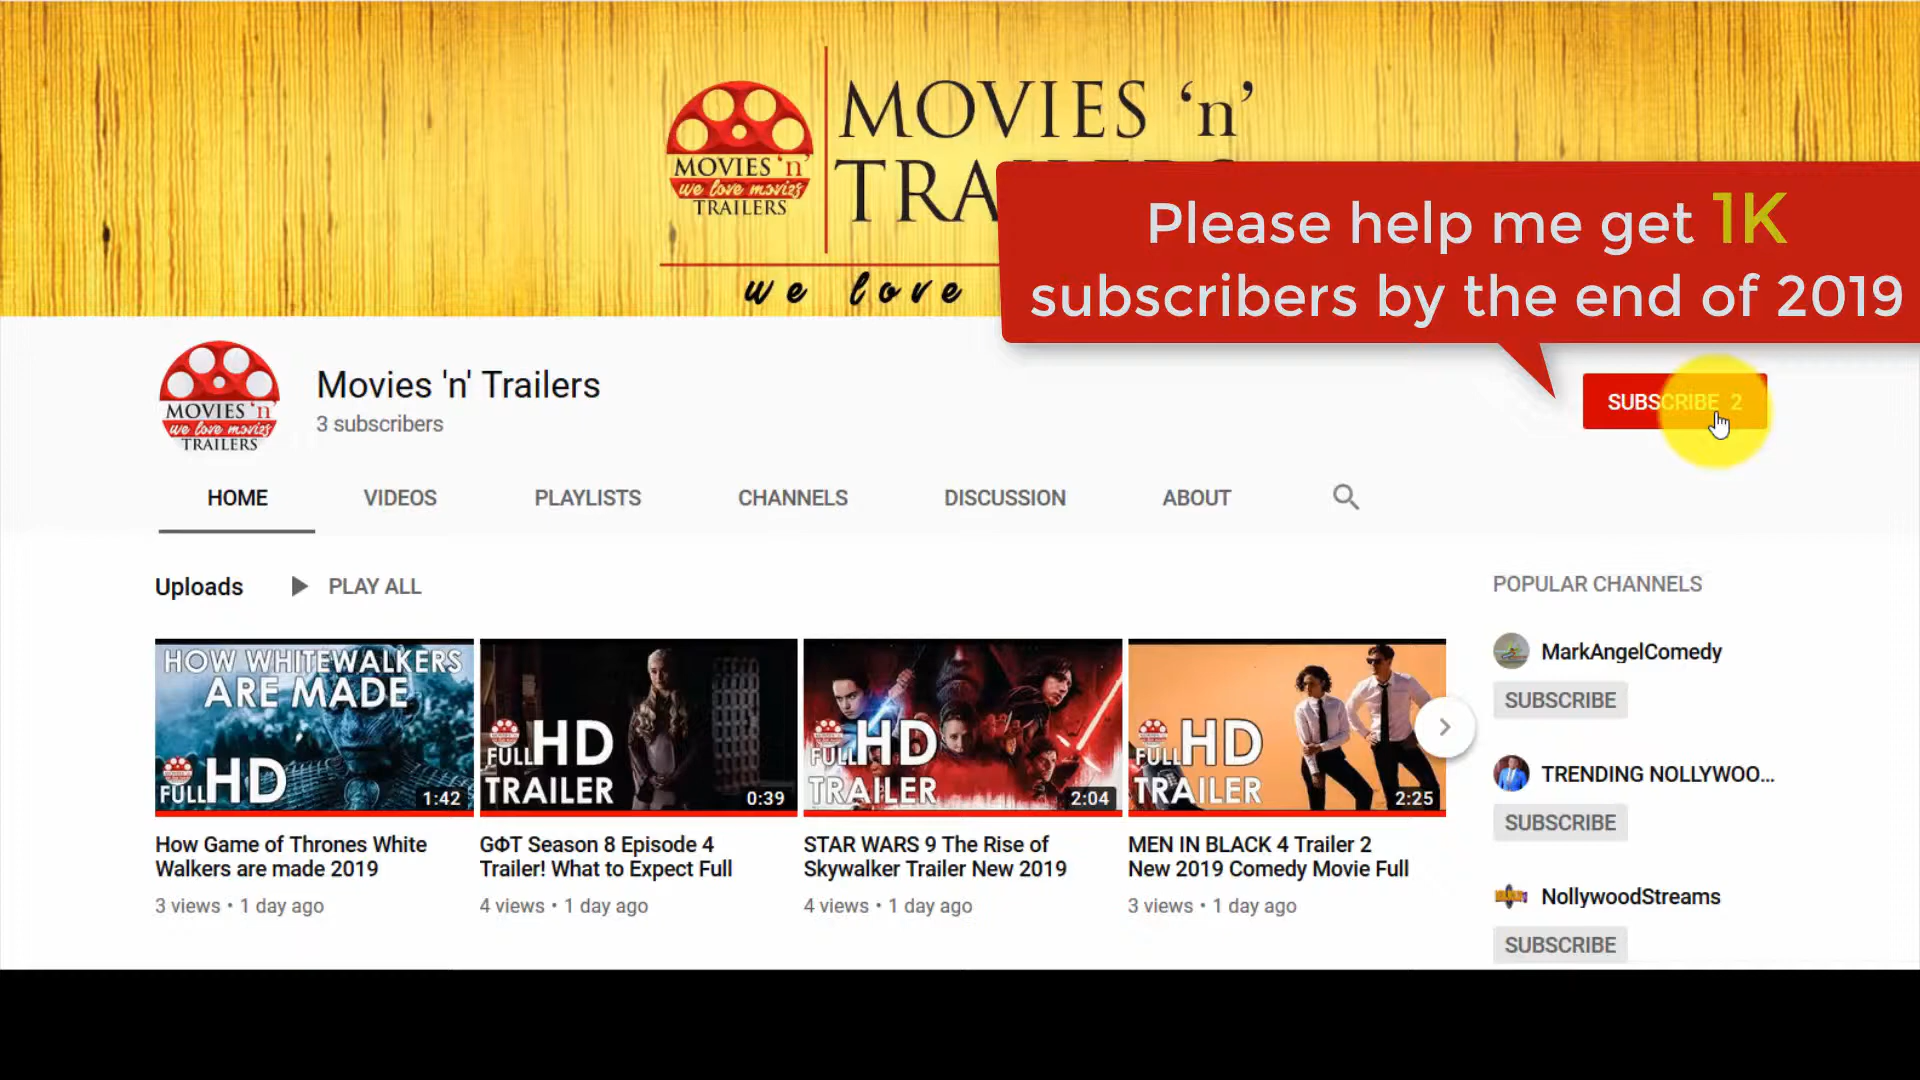 MOVIES ‘n’
MOVIES 'n'
we love movies
TRAILERS
we love
Please help me get 1K
subscribers by the end of 2019
MOVIES 'n'
we love movies
TRAILERS
Movies 'n' Trailers
3 subscribers
SUBSCRIBE 2
HOME
VIDEOS
PLAYLISTS
CHANNELS
DISCUSSION
ABOUT
Uploads
PLAY ALL
HOW WHITEWALKERS
ARE MADE
FULL HD
1:42
FULL HD
TRAILER
0:39
FULL HD
TRAILER
2:04
FULL HD
TRAILER
2:25
How Game of Thrones White
Walkers are made 2019
3 views • 1 day ago
GФT Season 8 Episode 4
Trailer! What to Expect Full
4 views • 1 day ago
STAR WARS 9 The Rise of
Skywalker Trailer New 2019
4 views • 1 day ago
MEN IN BLACK 4 Trailer 2
New 2019 Comedy Movie Full
3 views • 1 day ago
POPULAR CHANNELS
MarkAngelComedy
SUBSCRIBE
TRENDING NOLLYWOO...
SUBSCRIBE
NollywoodStreams
SUBSCRIBE